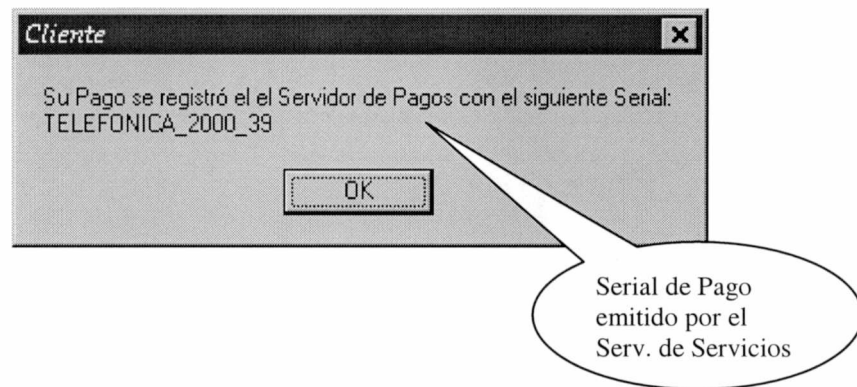 Cliente
Su Pago se registró el el Servidor de Pagos con el siguiente Serial:
TELEFONICA_2000_39
OK
Serial de Pago
emitido por el
Serv. de Servicios